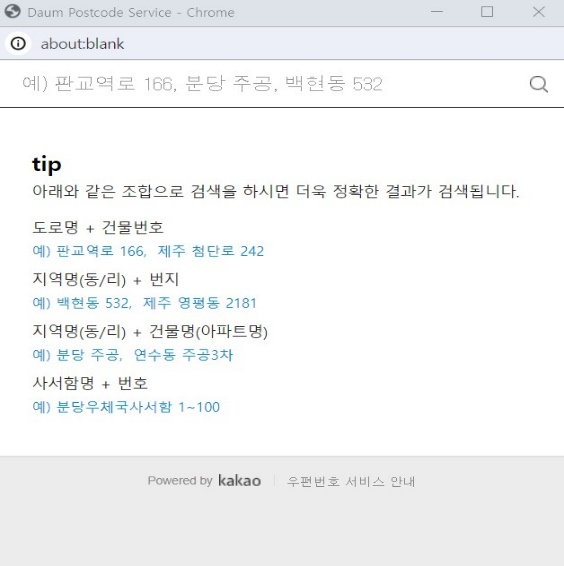 Daum Postcode Service - Chrome
about:blank
예) 판교역로 166, 분당 주공, 백현동 532
tip
아래와 같은 조합으로 검색을 하시면 더욱 정확한 결과가 검색됩니다.
도로명 + 건물번호
예) 판교역로 166, 제주 첨단로 242
지역명(동/리) + 번지
예) 백현동 532, 제주 영평동 2181
지역명(동/리) + 건물명(아파트명)
예) 분당 주공, 연수동 주공3차
사서함명 + 번호
예) 분당우체국사서함 1~100
Powered by kakao 우편번호 서비스 안내